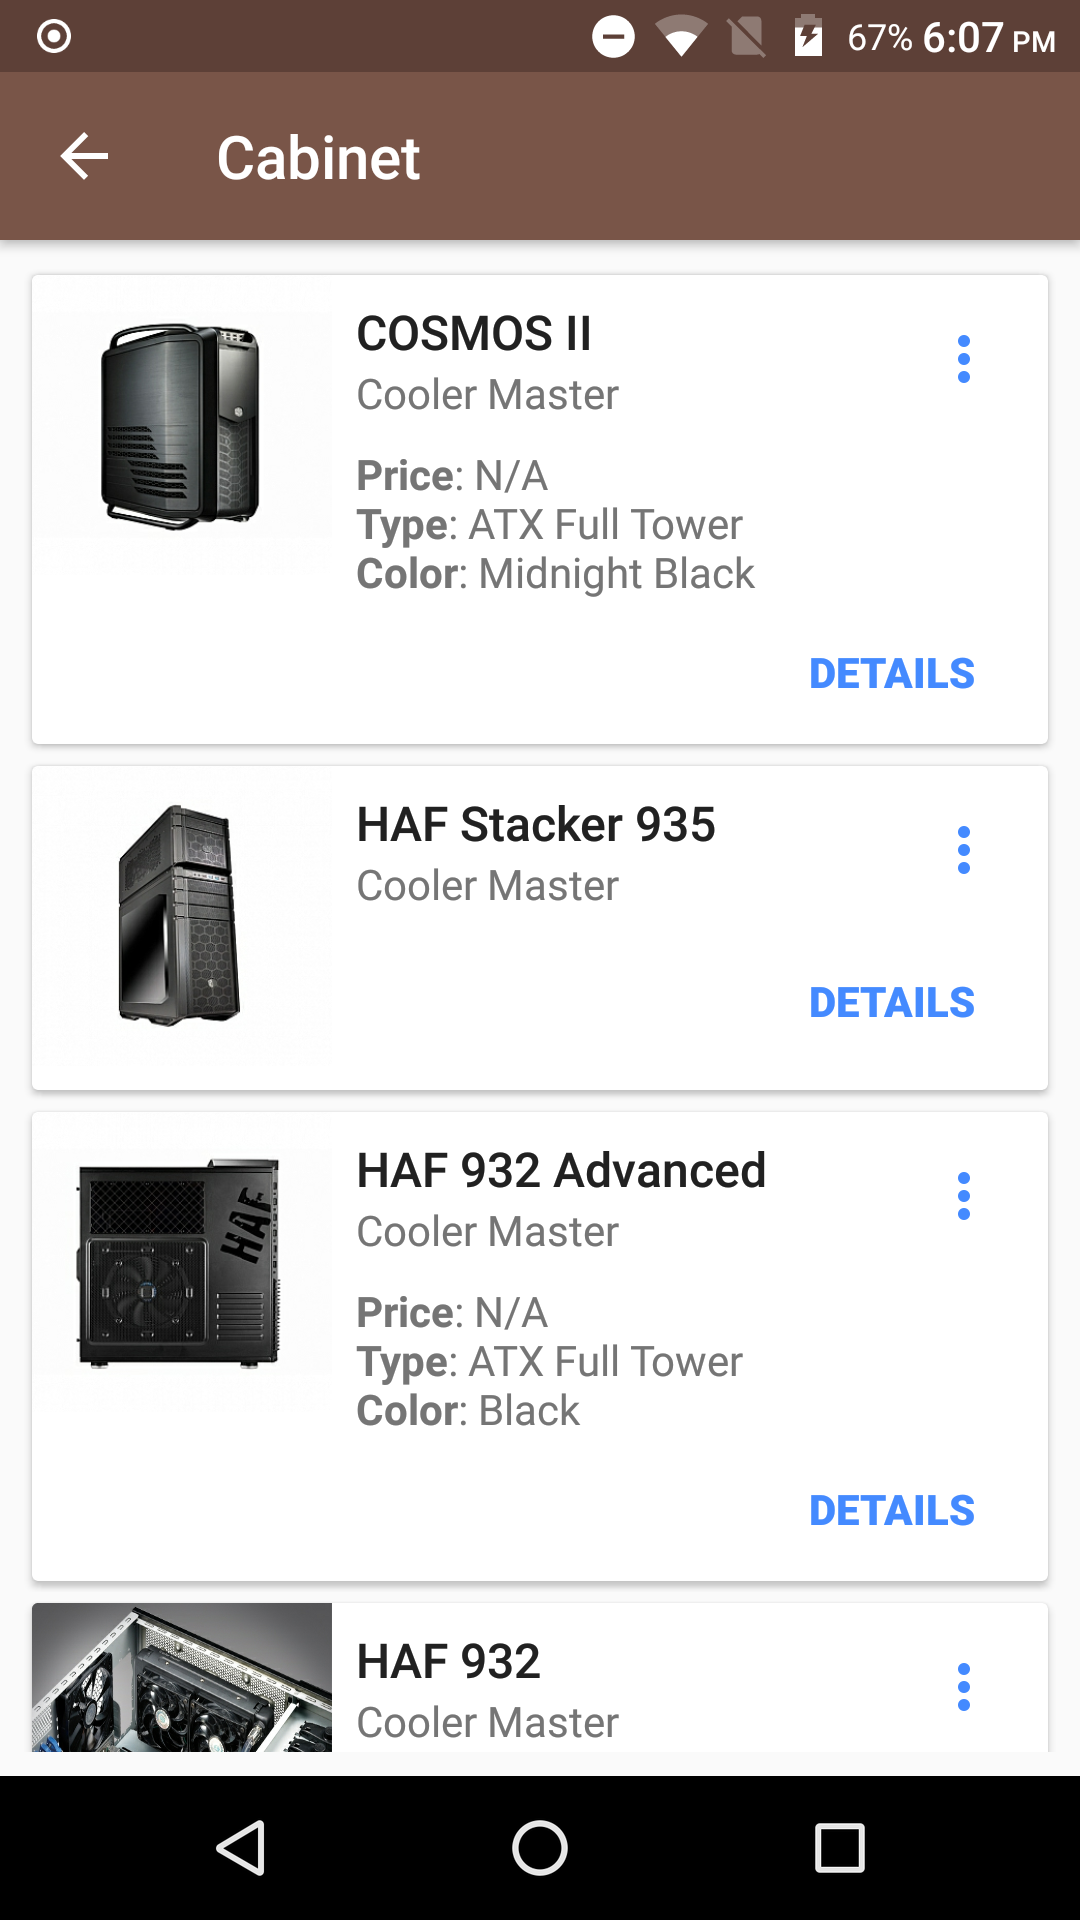 67% 6:07 PM
Cabinet
COSMOS II
Cooler Master
Price: N/A
Type: ATX Full Tower
Color: Midnight Black
DETAILS
HAF Stacker 935
Cooler Master
DETAILS
HAF
HAF 932 Advanced
Cooler Master
Price: N/A
Type: ATX Full Tower
Color: Black
DETAILS
HAF 932
Cooler Master